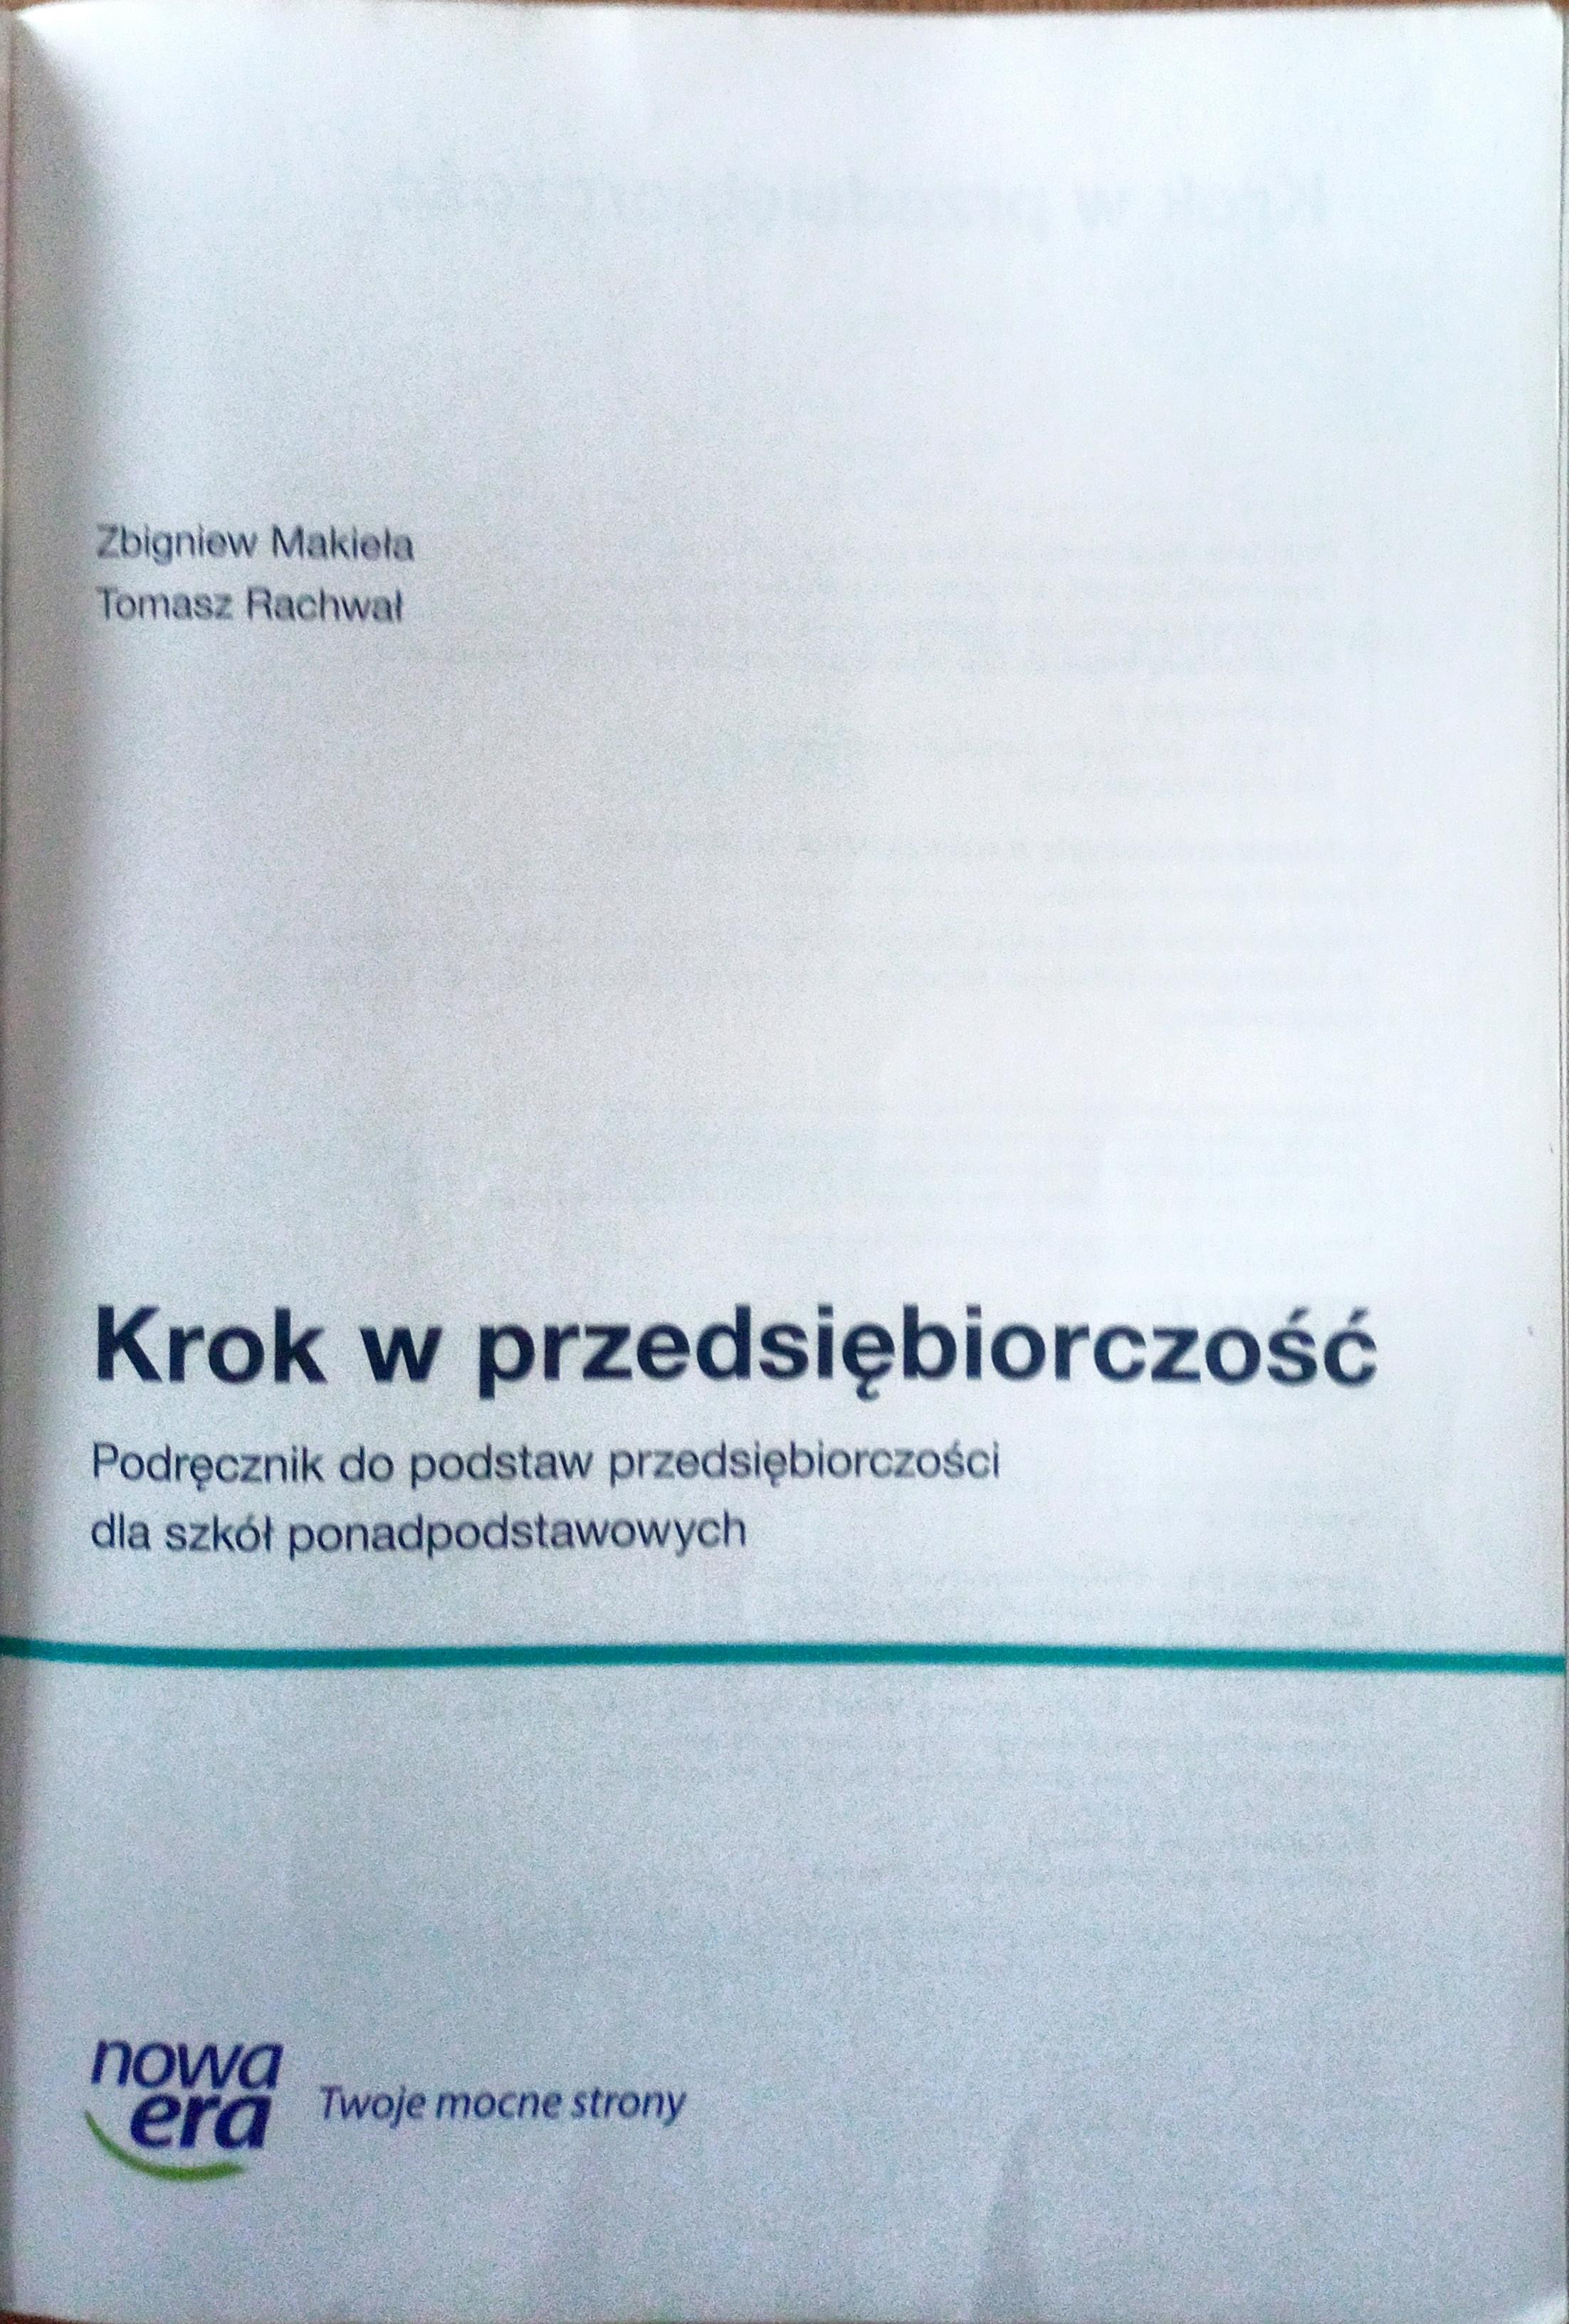 Zbigniew Makieła
Tomasz Rachwał
Krok w przedsiębiorczość
Podręcznik do podstaw przedsiębiorczości
dla szkół ponadpodstawowych
nowa
era
Twoje mocne strony